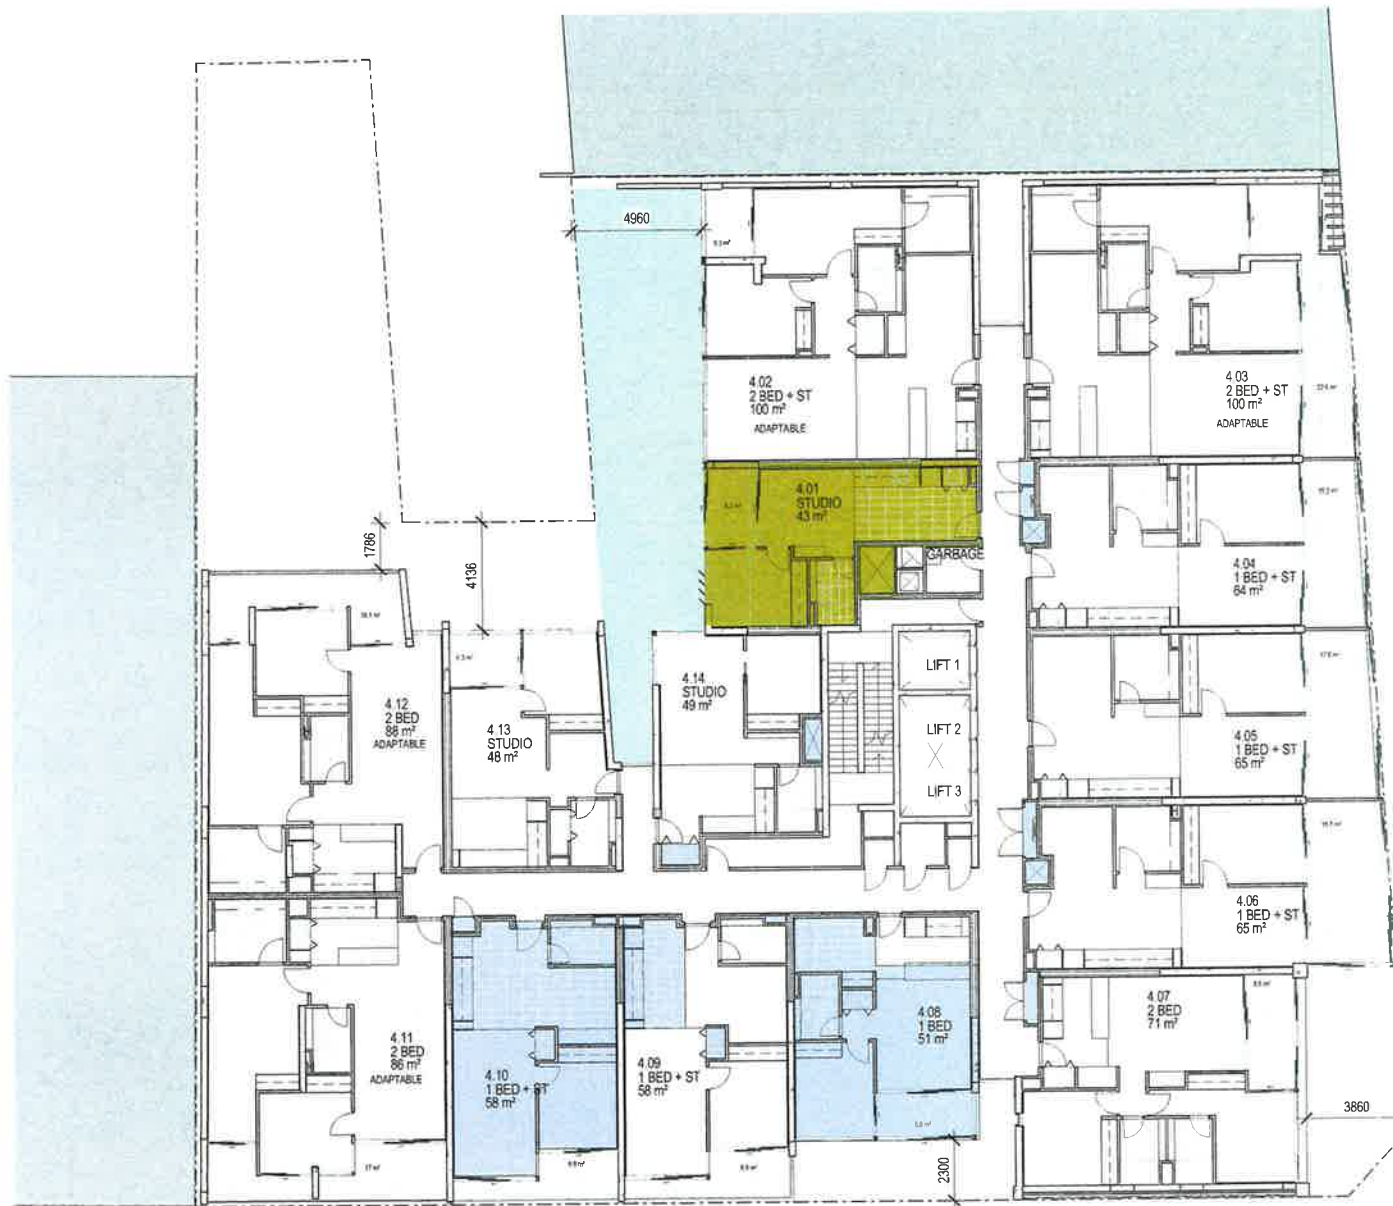 4960
4.02
2 BED + ST
100 m²
ADAPTABLE
4.03
2 BED + ST
100 m²
ADAPTABLE
4.01
STUDIO
43 m²
GARBAGE
1786
4136
4.04
1 BED + ST
64 m²
LIFT 1
4.14
STUDIO
49 m²
4.12
2 BED
88 m²
ADAPTABLE
4.13
STUDIO
48 m²
LIFT 2
LIFT 3
4.05
1 BED + ST
65 m²
4.06
1 BED + ST
65 m²
4.07
2 BED
71 m²
4.08
1 BED
51 m²
4.11
2 BED
86 m²
ADAPTABLE
4.10
1 BED + ST
58 m²
4.09
1 BED + ST
58 m²
3860
2300